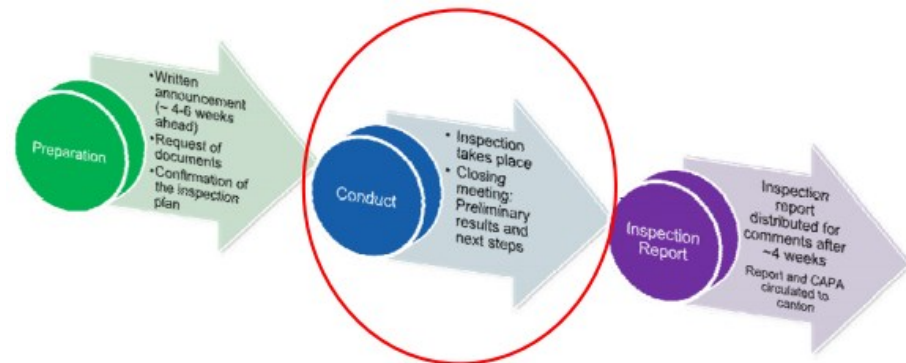 Preparation
•Written
announcement
(~ 4-6 weeks
ahead)
•Request of
documents
•Confirmation of
the inspection
plan
Conduct
• Inspection
takes place
• Closing
meeting:
Preliminary
results and
next steps
Inspection
Report
Inspection
report
distributed for
comments after
~4 weeks
Report and CAPA
circulated to
canton